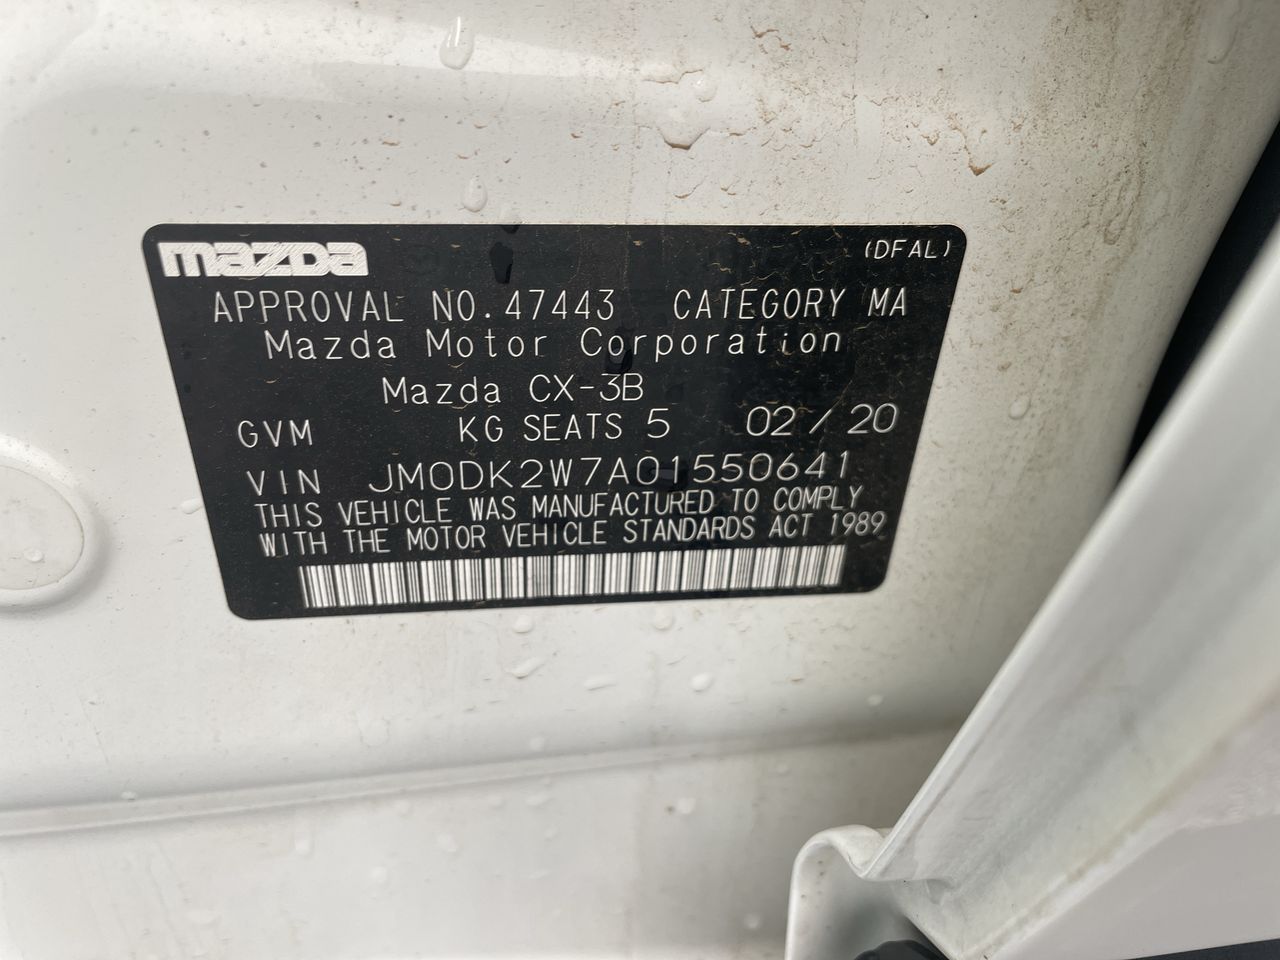 mazda (DFAL)
APPROVAL NO.47443 CATEGORY MA
Mazda Motor Corporation
Mazda CX-3B
GVM KG SEATS 5 02/20
VIN JM0DK2W7A01550641
THIS VEHICLE WAS MANUFACTURED TO COMPLY
WITH THE MOTOR VEHICLE STANDARDS ACT 1989